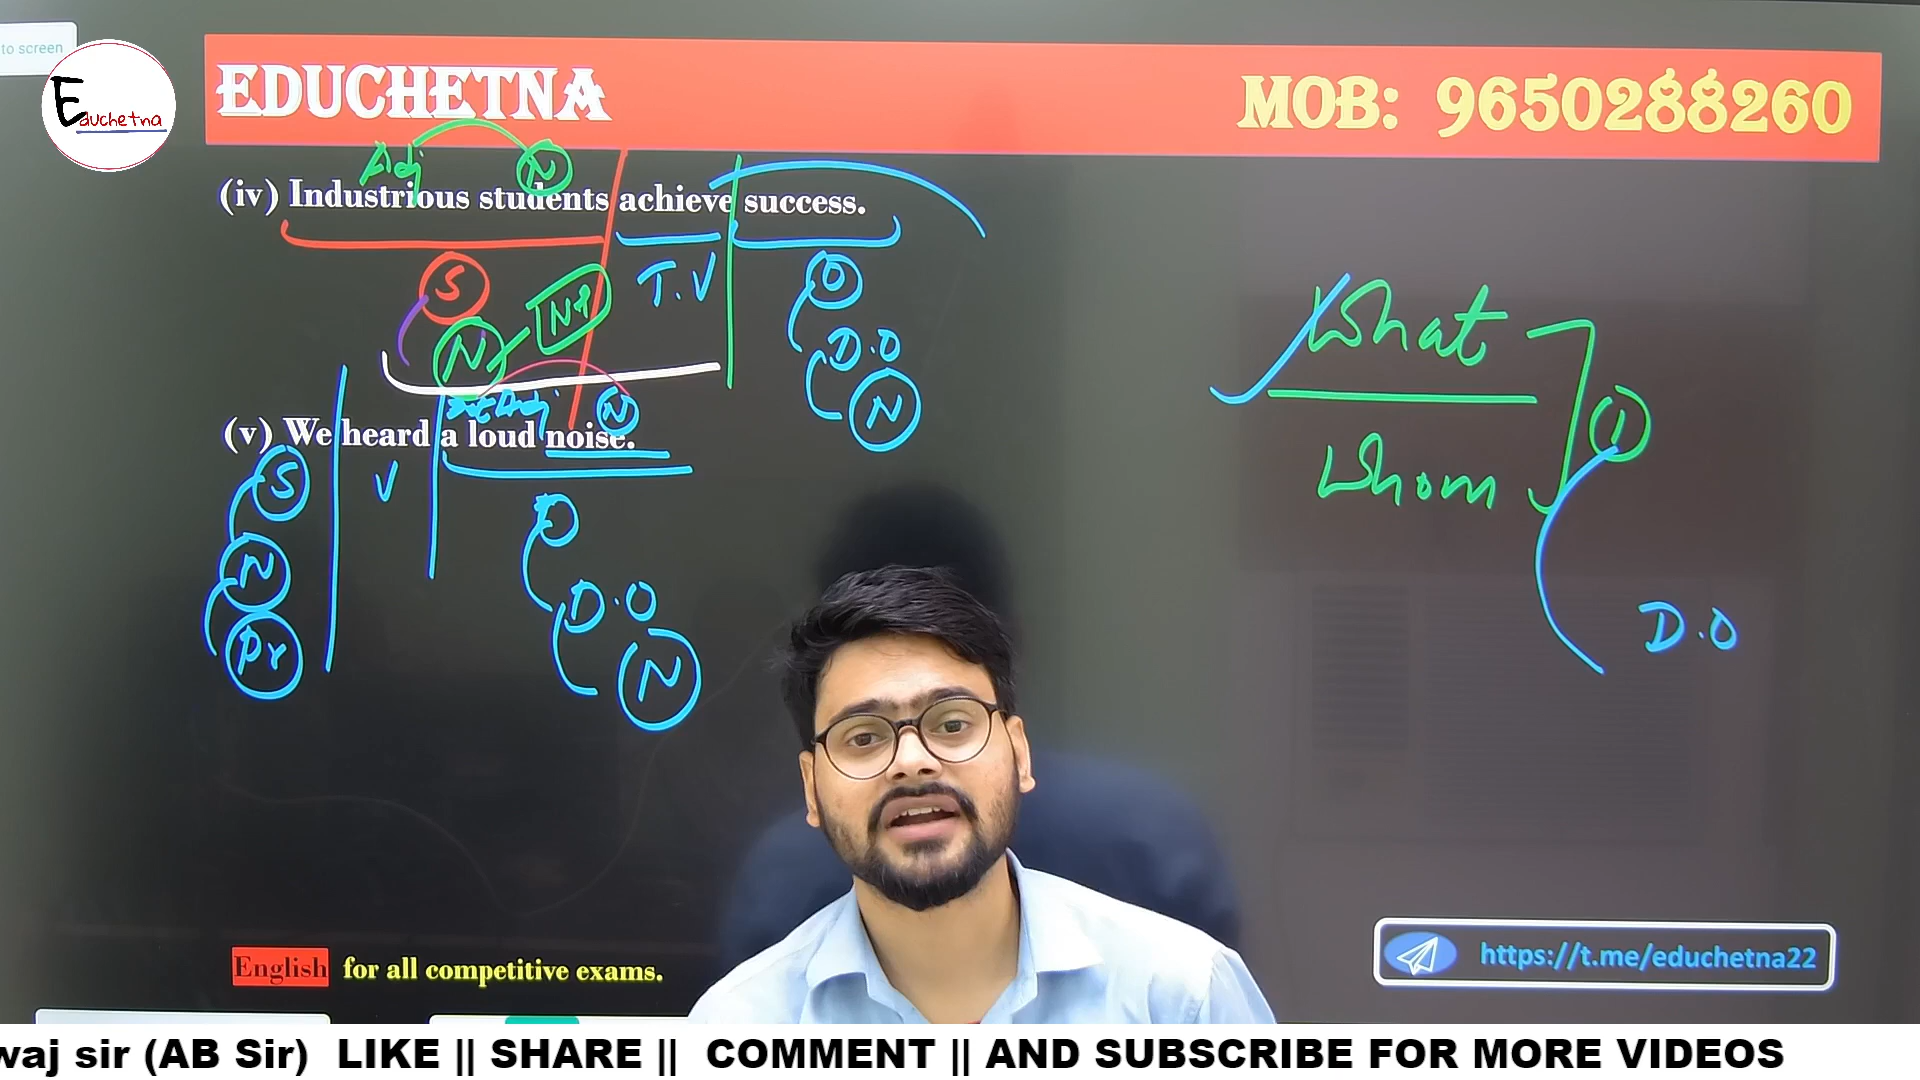 to screen
Educhetna
EDUCHETNA
MOB: 9650288260
Adj N
(iv) Industrious students achieve success.
S N NP T.V O D.O N
What
Whom
1
D.O
Adj N
(v) We heard a loud noise.
S N Pr V O D.O N
English for all competitive exams.
https://t.me/educhetna22
waj sir (AB Sir) LIKE || SHARE || COMMENT || AND SUBSCRIBE FOR MORE VIDEOS